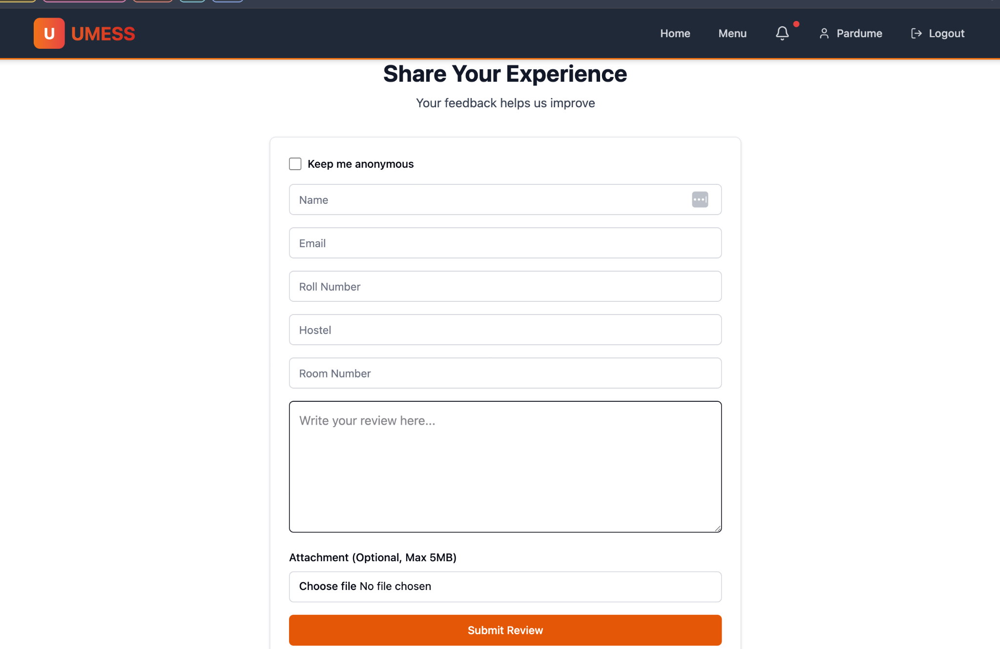 U UMESS
Home Menu Pardume Logout
Share Your Experience
Your feedback helps us improve
Keep me anonymous
Name
Email
Roll Number
Hostel
Room Number
Write your review here...
Attachment (Optional, Max 5MB)
Choose file No file chosen
Submit Review